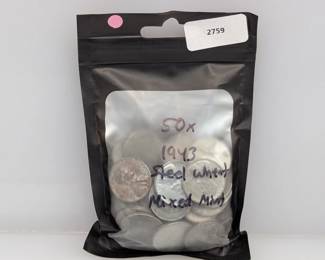 2759
50x
1943
Steel wheat
Mixed Mint